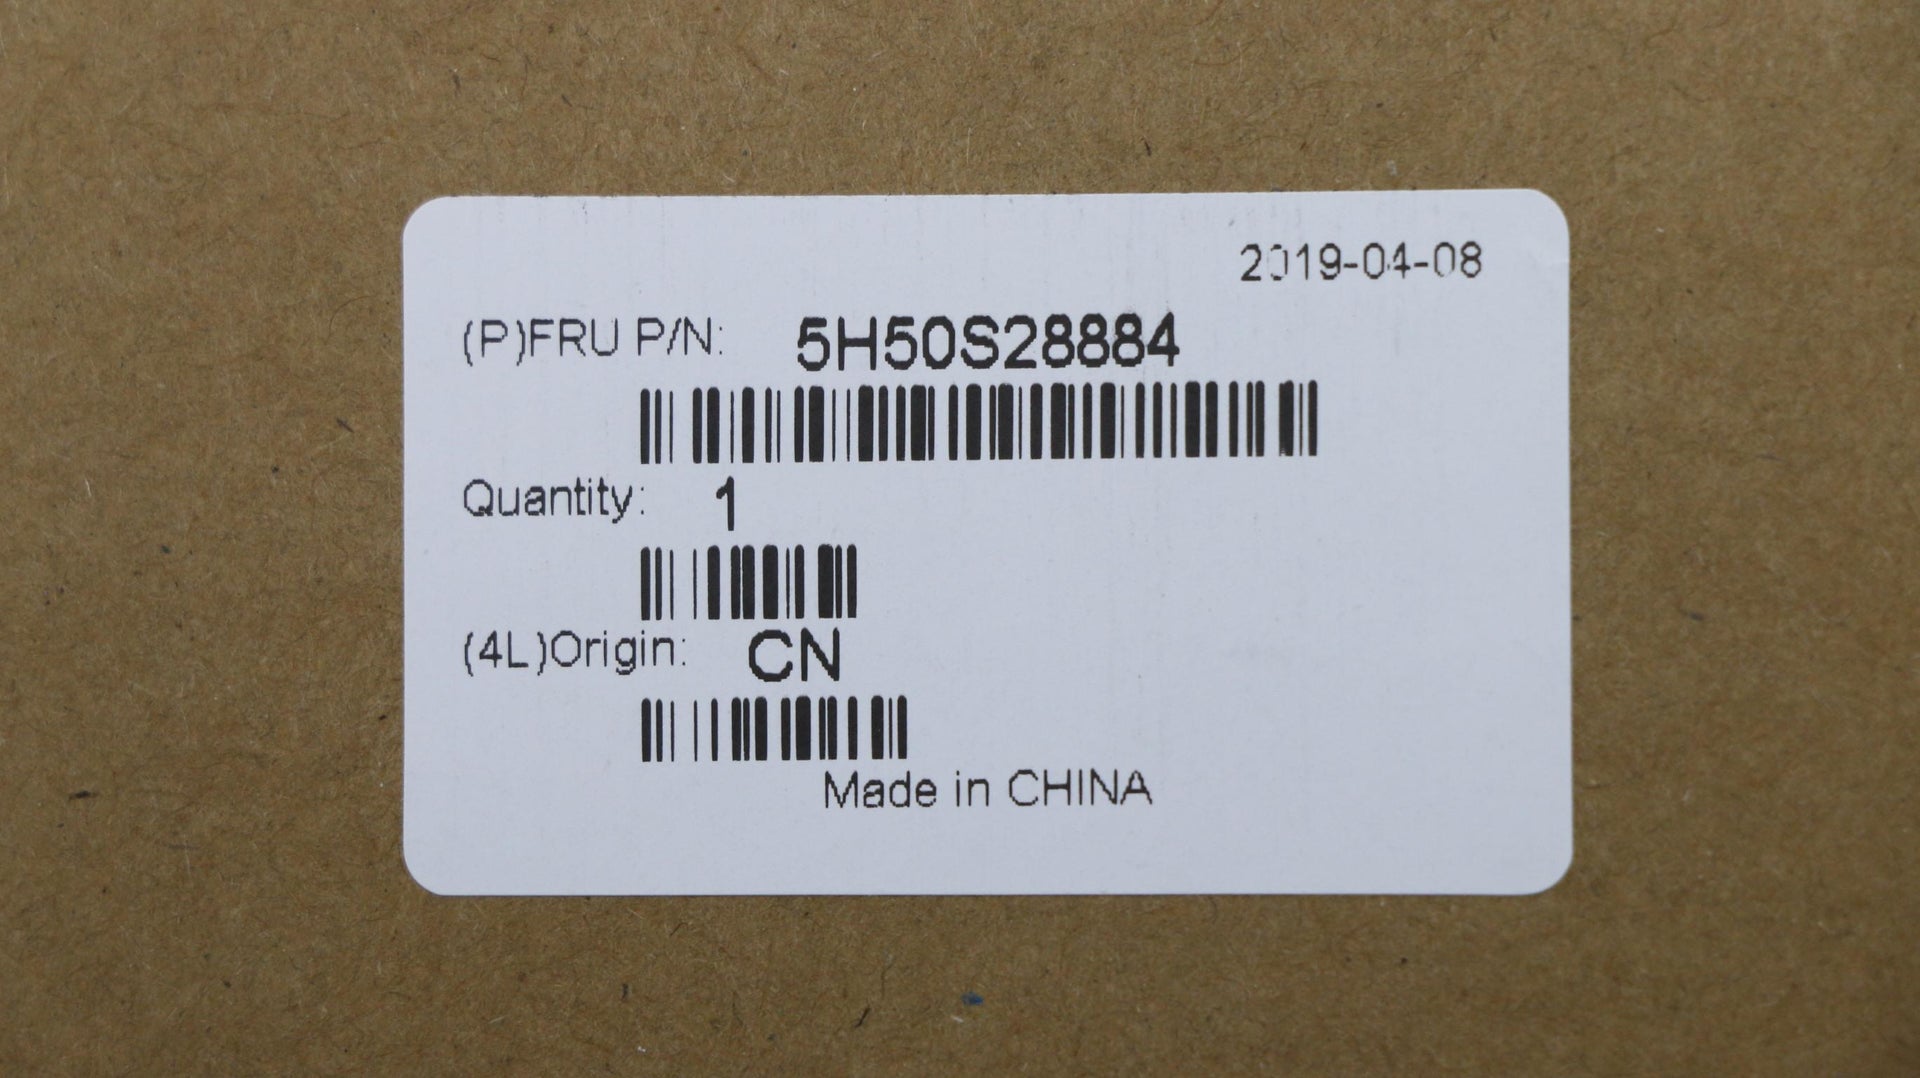 2019-04-08
(P)FRU P/N: 5H50S28884
Quantity: 1
(4L)Origin: CN
Made in CHINA